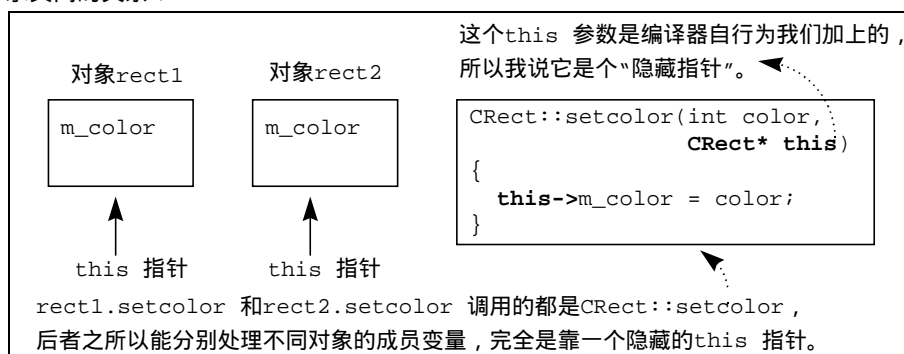 这个this 参数是编译器自行为我们加上的，
所以我说它是个“隐藏指针”。
对象rect1
对象rect2
m_color
m_color
CRect::setcolor(int color,
CRect* this)
{
this->m_color = color;
}
this 指针
this 指针
rect1.setcolor 和rect2.setcolor 调用的都是CRect::setcolor，
后者之所以能分别处理不同对象的成员变量，完全是靠一个隐藏的this 指针。